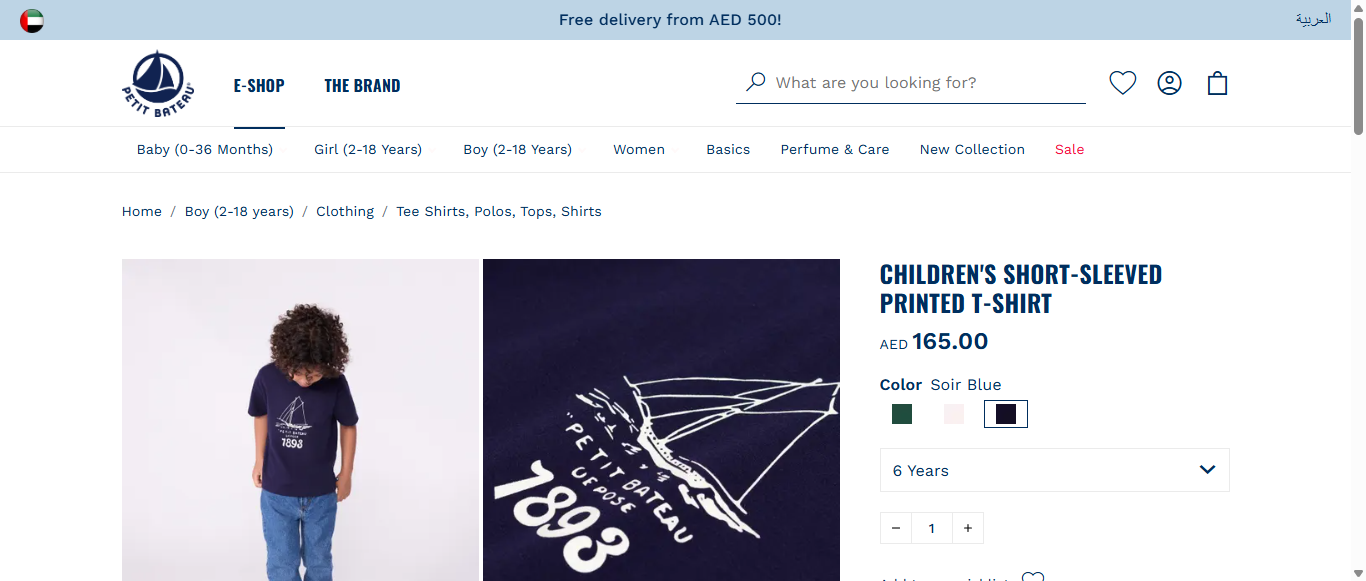 Free delivery from AED 500!
العربية
PETIT BATEAU
E-SHOP
THE BRAND
What are you looking for?
Baby (0-36 Months)
Girl (2-18 Years)
Boy (2-18 Years)
Women
Basics
Perfume & Care
New Collection
Sale
Home / Boy (2-18 years) / Clothing / Tee Shirts, Polos, Tops, Shirts
PETIT BATEAU
1893
"PETIT BATEAU
DEPOSE
1893
CHILDREN'S SHORT-SLEEVED
PRINTED T-SHIRT
AED 165.00
Color Soir Blue
6 Years
− 1 +